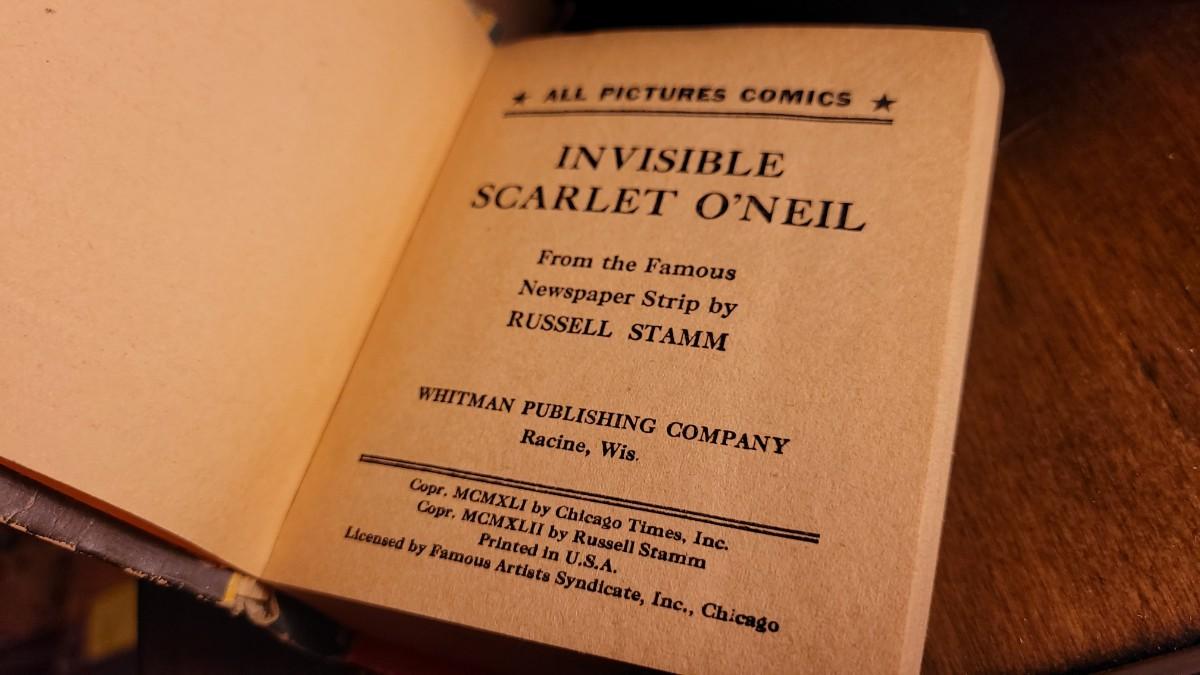 ★ ALL PICTURES COMICS ★
INVISIBLE
SCARLET O'NEIL
From the Famous
Newspaper Strip by
RUSSELL STAMM
WHITMAN PUBLISHING COMPANY
Racine, Wis.
Copr. MCMXLI by Chicago Times, Inc.
Copr. MCMXLII by Russell Stamm
Printed in U.S.A.
Licensed by Famous Artists Syndicate, Inc., Chicago